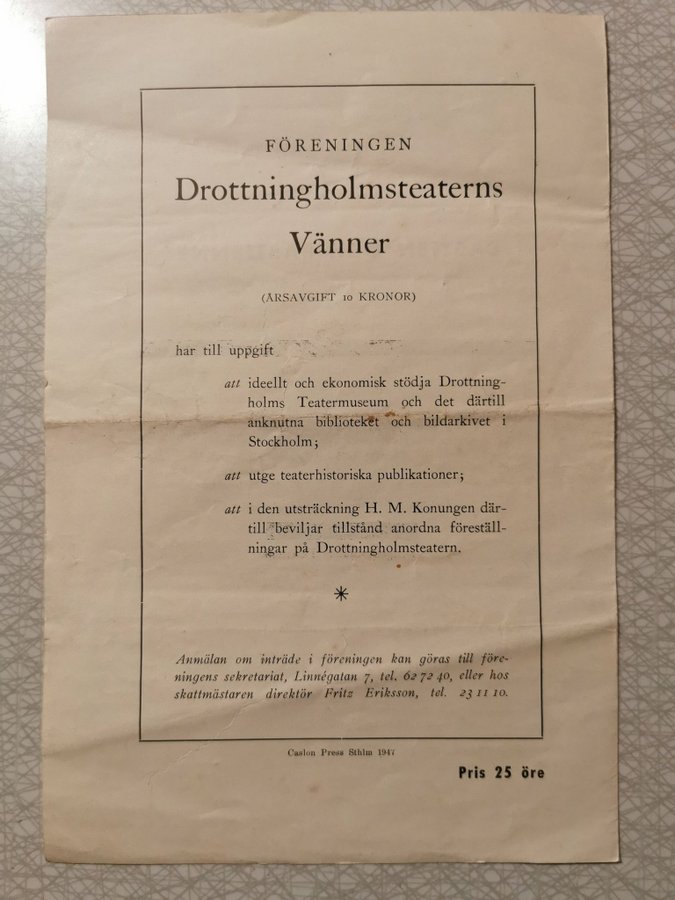 FÖRENINGEN
Drottningholmsteaterns
Vänner
(ÅRSAVGIFT 10 KRONOR)
har till uppgift
att ideellt och ekonomisk stödja Drottning-
holms Teatermuseum och det därtill
anknutna biblioteket och bildarkivet i
Stockholm;
att utge teaterhistoriska publikationer;
att i den utsträckning H. M. Konungen där-
till beviljar tillstånd anordna föreställ-
ningar på Drottningholmsteatern.
*
Anmälan om inträde i föreningen kan göras till före-
ningens sekretariat, Linnégatan 7, tel. 62 72 40, eller hos
skattmästaren direktör Fritz Eriksson, tel. 23 11 10.
Caslon Press Sthlm 1947
Pris 25 öre